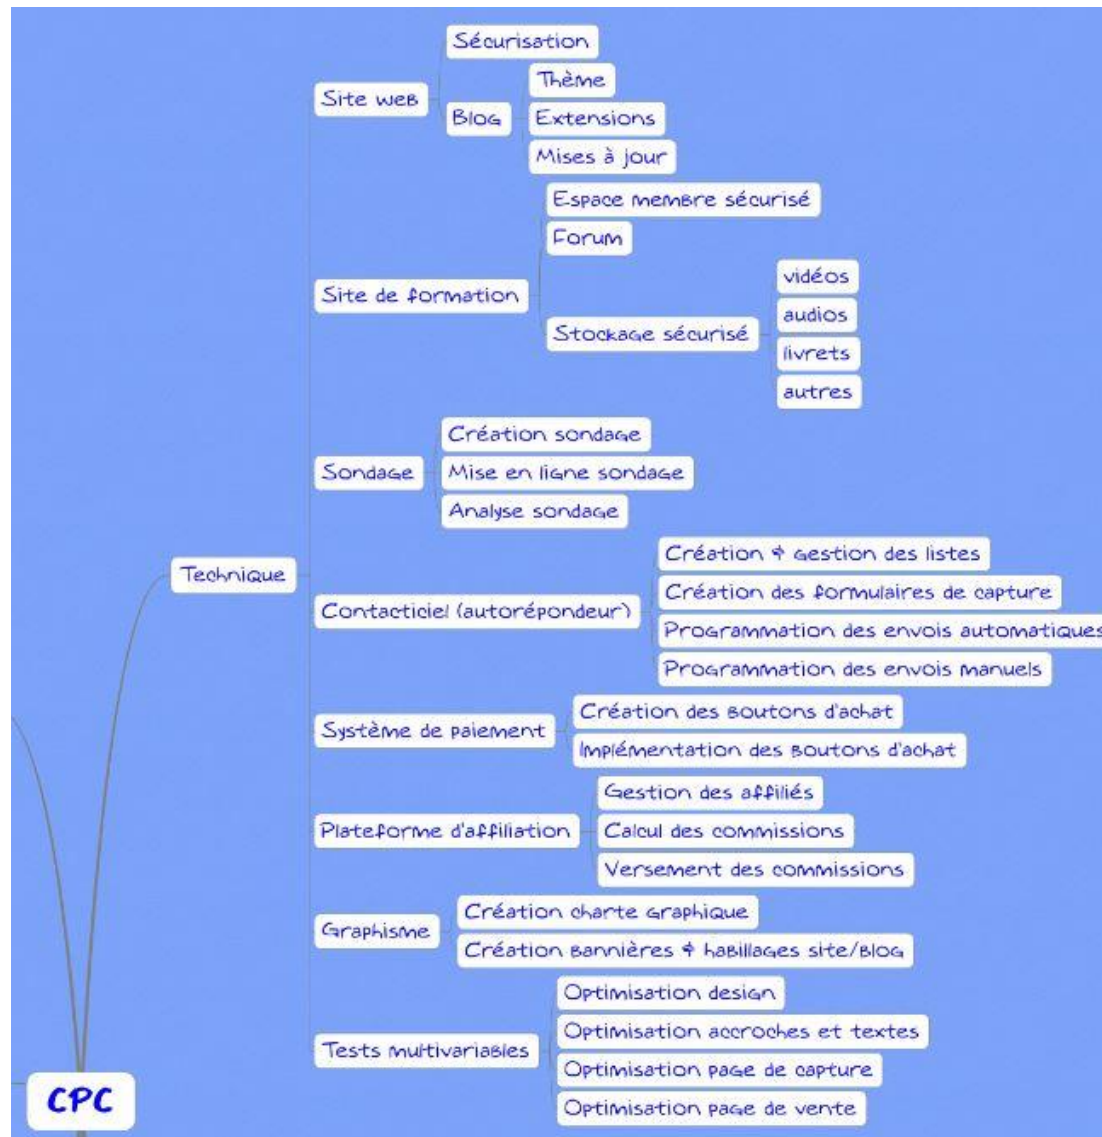 Sécurisation
Thème
Site web
Blog
Extensions
Mises à jour
Espace membre sécurisé
Forum
vidéos
Site de formation
audios
Stockage sécurisé
livrets
autres
Création sondage
Sondage
Mise en ligne sondage
Analyse sondage
Création & gestion des listes
Technique
Création des formulaires de capture
Contacticiel (autorépondeur)
Programmation des envois automatiques
Programmation des envois manuels
Création des boutons d'achat
Système de paiement
Implémentation des boutons d'achat
Gestion des affiliés
Plateforme d'affiliation
Calcul des commissions
Versement des commissions
Création charte graphique
Graphisme
Création bannières & habillages site/blog
Optimisation design
Optimisation accroches et textes
Tests multivariables
Optimisation page de capture
CPC
Optimisation page de vente